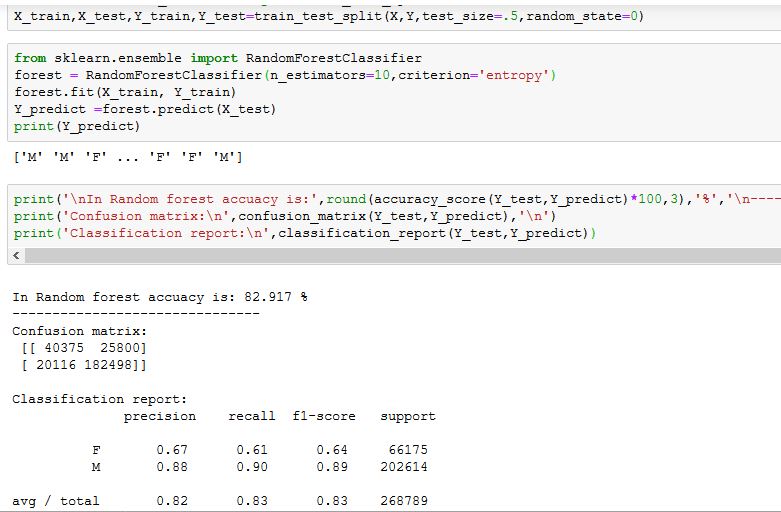 X_train,X_test,Y_train,Y_test=train_test_split(X,Y,test_size=.5,random_state=0)
from sklearn.ensemble import RandomForestClassifier
forest = RandomForestClassifier(n_estimators=10,criterion='entropy')
forest.fit(X_train, Y_train)
Y_predict =forest.predict(X_test)
print(Y_predict)
['M' 'M' 'F' ... 'F' 'F' 'M']
print('\nIn Random forest accuacy is:',round(accuracy_score(Y_test,Y_predict)*100,3),'%','\n----
print('Confusion matrix:\n',confusion_matrix(Y_test,Y_predict),'\n')
print('Classification report:\n',classification_report(Y_test,Y_predict))
In Random forest accuacy is: 82.917 %
-------------------------------
Confusion matrix:
[[ 40375 25800]
[ 20116 182498]]
Classification report:
precision recall f1-score support
F 0.67 0.61 0.64 66175
M 0.88 0.90 0.89 202614
avg / total 0.82 0.83 0.83 268789